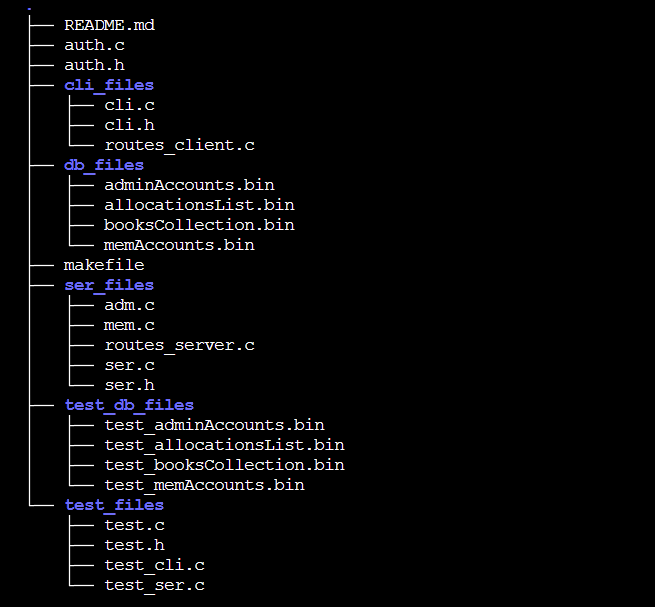 .
├── README.md
├── auth.c
├── auth.h
├── cli_files
│   ├── cli.c
│   ├── cli.h
│   └── routes_client.c
├── db_files
│   ├── adminAccounts.bin
│   ├── allocationsList.bin
│   ├── booksCollection.bin
│   └── memAccounts.bin
├── makefile
├── ser_files
│   ├── adm.c
│   ├── mem.c
│   ├── routes_server.c
│   ├── ser.c
│   └── ser.h
├── test_db_files
│   ├── test_adminAccounts.bin
│   ├── test_allocationsList.bin
│   ├── test_booksCollection.bin
│   └── test_memAccounts.bin
└── test_files
    ├── test.c
    ├── test.h
    ├── test_cli.c
    └── test_ser.c